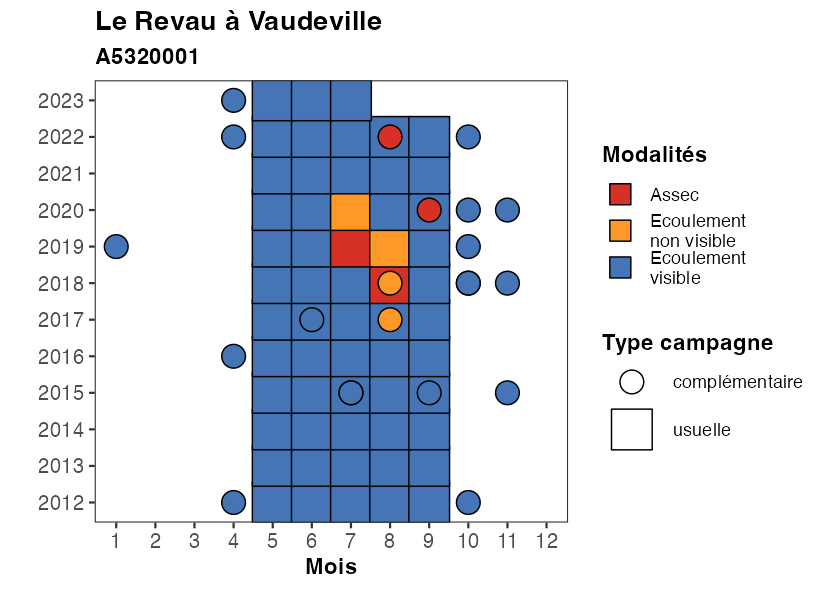 Le Revau à Vaudeville
A5320001
2023
2022
2021
2020
2019
2018
2017
2016
2015
2014
2013
2012
1 2 3 4 5 6 7 8 9 10 11 12
Mois
Modalités
Assec
Ecoulement
non visible
Ecoulement
visible
Type campagne
complémentaire
usuelle